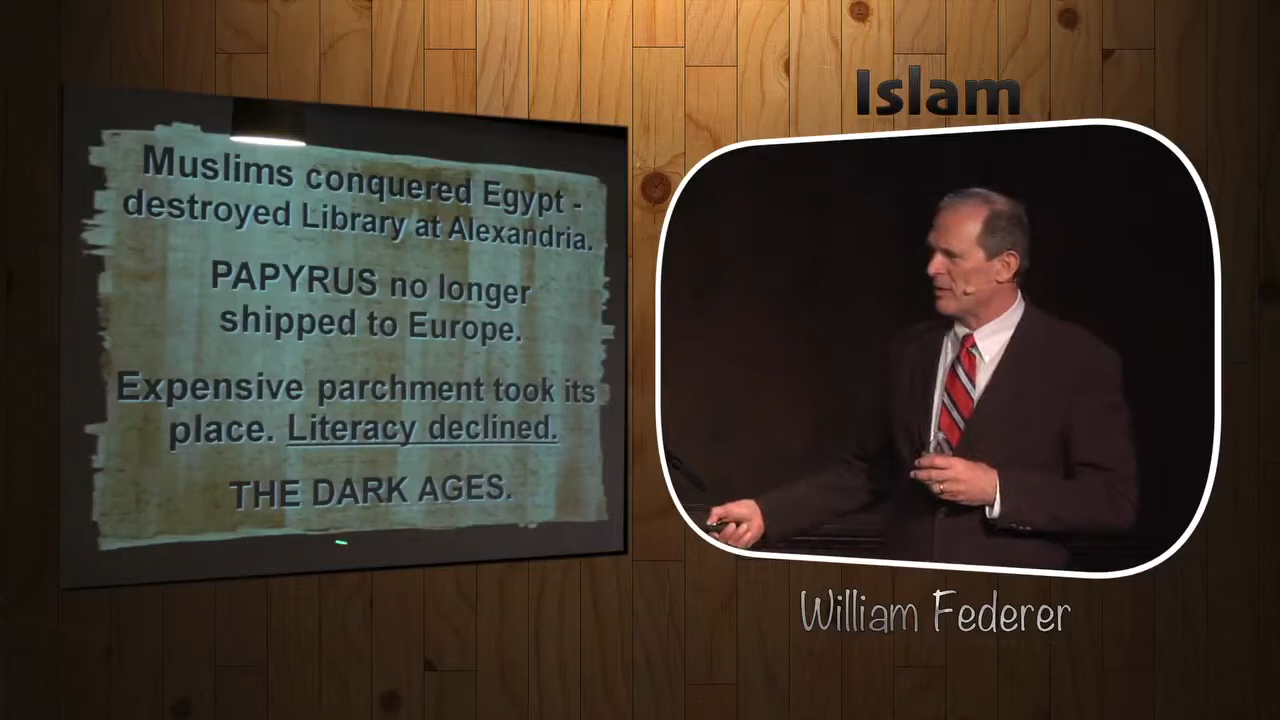 Islam
Muslims conquered Egypt -
destroyed Library at Alexandria.
PAPYRUS no longer
shipped to Europe.
Expensive parchment took its
place. Literacy declined.
THE DARK AGES.
William Federer